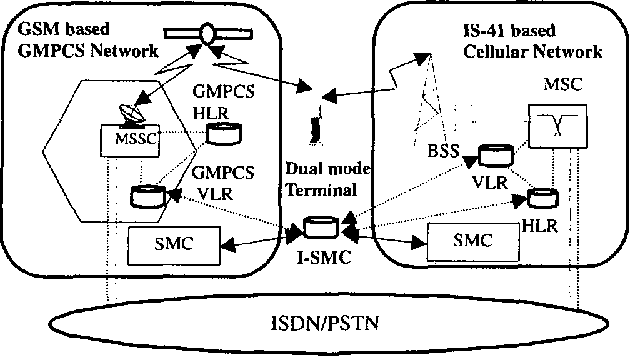 GSM based
GMPCS Network
IS-41 based
Cellular Network
GMPCS
HLR
MSC
MSSC
BSS
GMPCS
VLR
Dual mode
Terminal
VLR
HLR
SMC
I-SMC
SMC
ISDN/PSTN